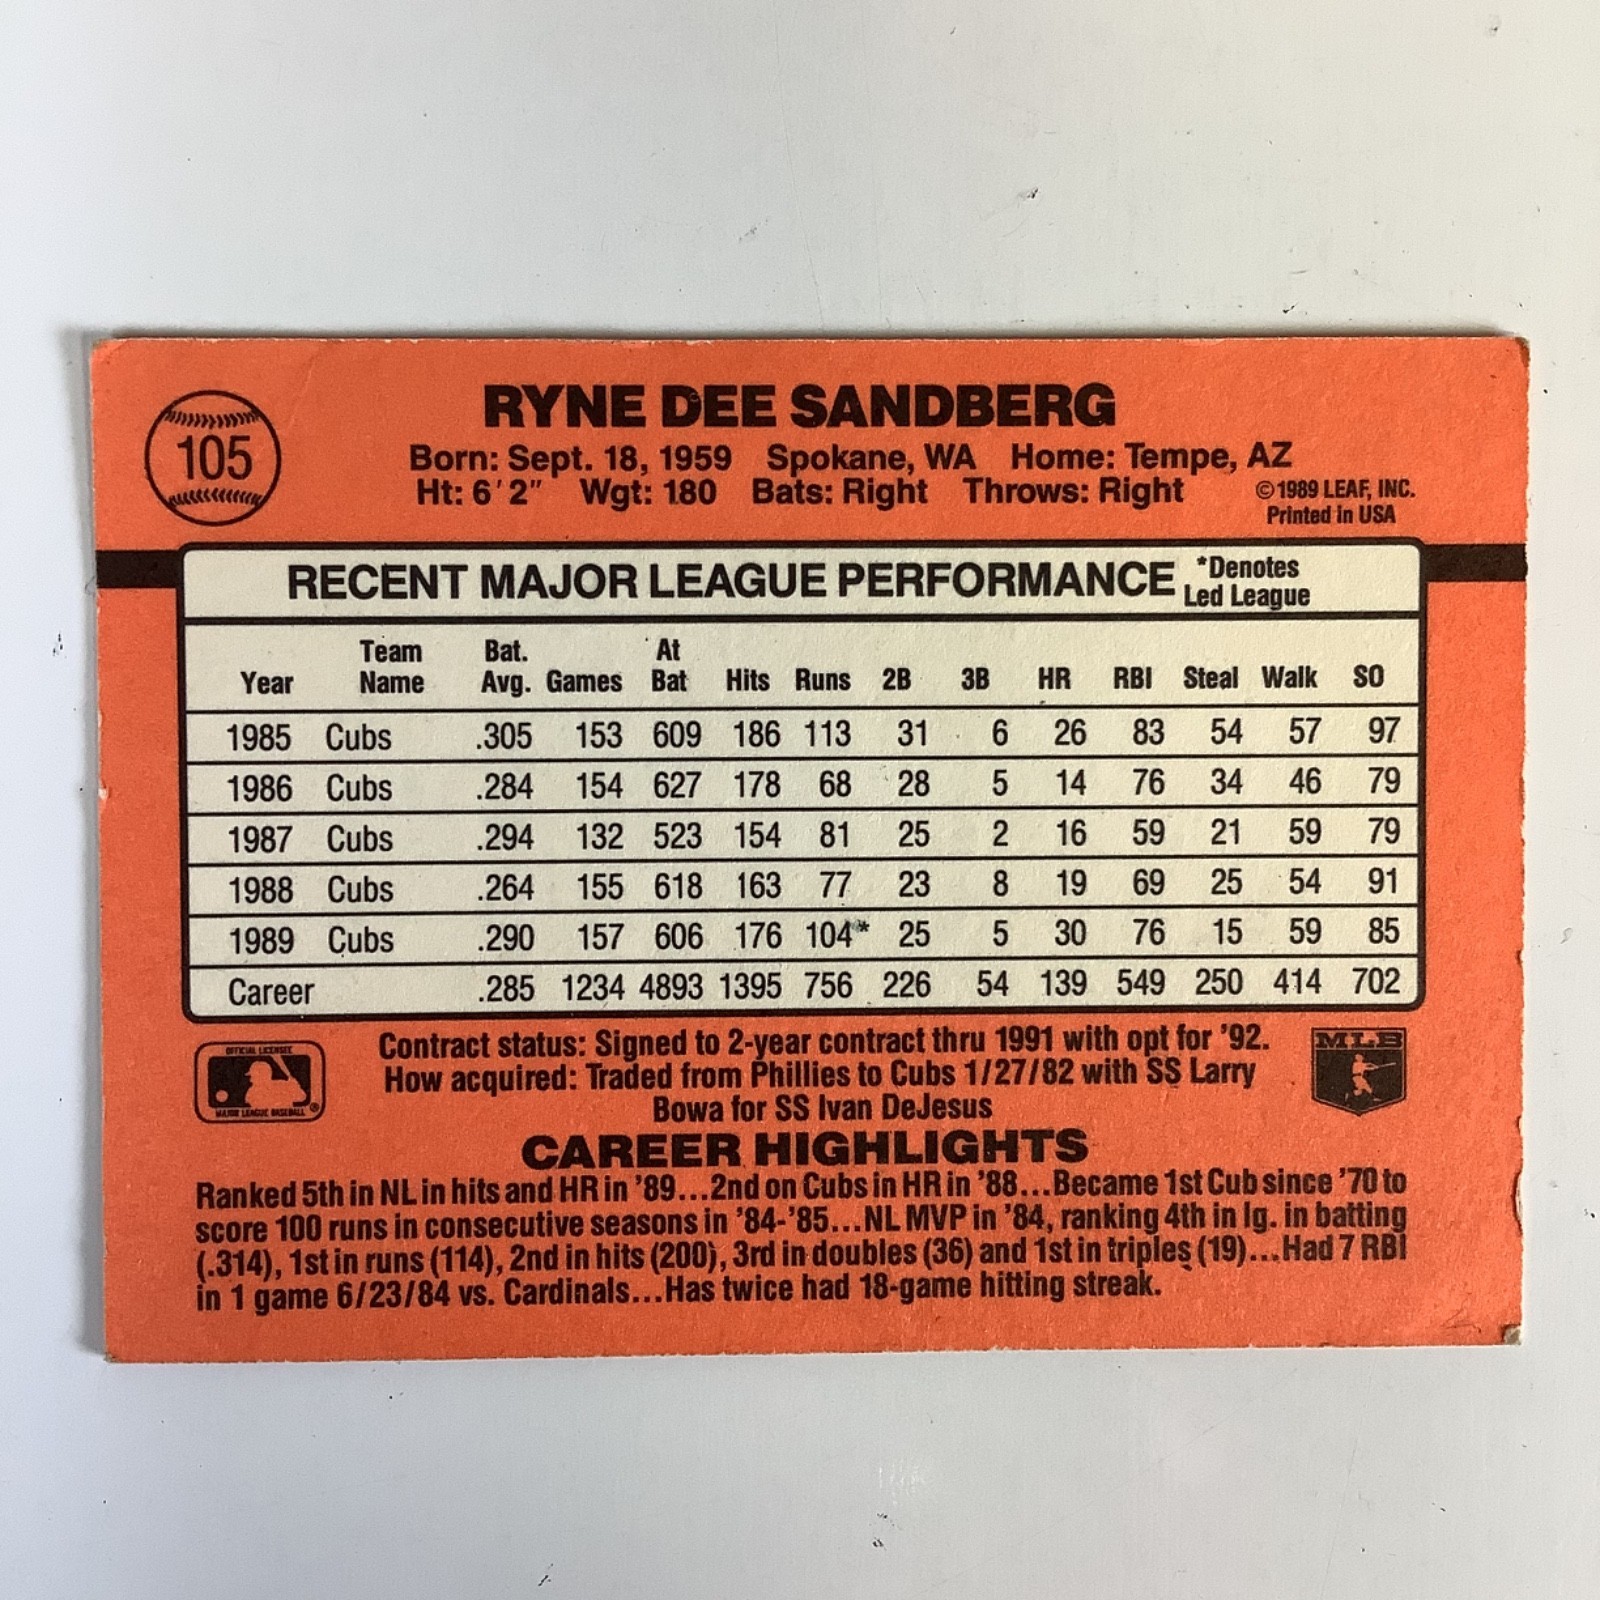 105
RYNE DEE SANDBERG
Born: Sept. 18, 1959 Spokane, WA Home: Tempe, AZ
Ht: 6'2" Wgt: 180 Bats: Right Throws: Right
©1989 LEAF, INC.
Printed in USA
RECENT MAJOR LEAGUE PERFORMANCE *Denotes Led League
Year Team Name Bat. Avg. Games At Bat Hits Runs 2B 3B HR RBI Steal Walk SO
1985 Cubs .305 153 609 186 113 31 6 26 83 54 57 97
1986 Cubs .284 154 627 178 68 28 5 14 76 34 46 79
1987 Cubs .294 132 523 154 81 25 2 16 59 21 59 79
1988 Cubs .264 155 618 163 77 23 8 19 69 25 54 91
1989 Cubs .290 157 606 176 104* 25 5 30 76 15 59 85
Career .285 1234 4893 1395 756 226 54 139 549 250 414 702
Contract status: Signed to 2-year contract thru 1991 with opt for '92.
How acquired: Traded from Phillies to Cubs 1/27/82 with SS Larry
Bowa for SS Ivan DeJesus
OFFICIAL LICENSEE
MAJOR LEAGUE BASEBALL ®
MLB
CAREER HIGHLIGHTS
Ranked 5th in NL in hits and HR in '89...2nd on Cubs in HR in '88...Became 1st Cub since '70 to
score 100 runs in consecutive seasons in '84-'85...NL MVP in '84, ranking 4th in lg. in batting
(.314), 1st in runs (114), 2nd in hits (200), 3rd in doubles (36) and 1st in triples (19)...Had 7 RBI
in 1 game 6/23/84 vs. Cardinals...Has twice had 18-game hitting streak.